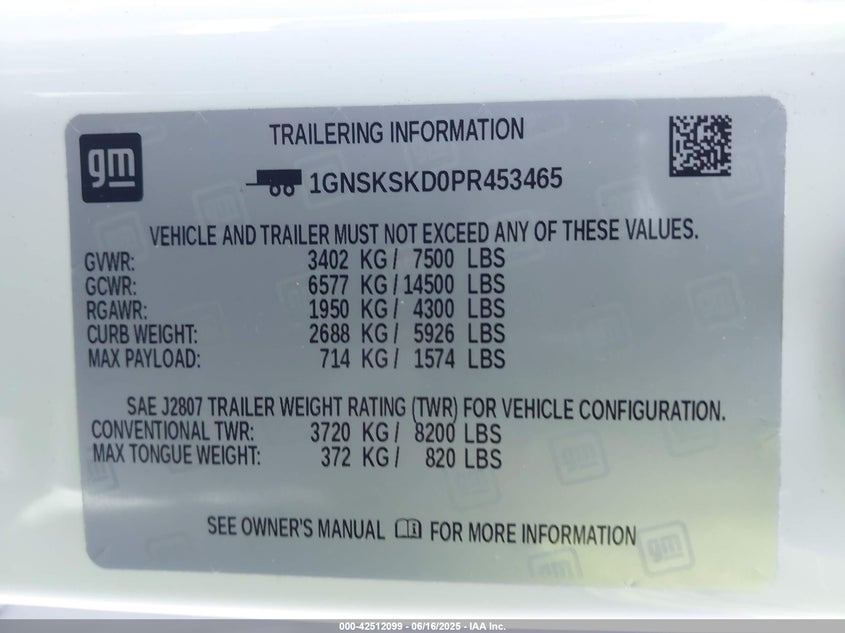 gm
TRAILERING INFORMATION
1GNSKSKD0PR453465
VEHICLE AND TRAILER MUST NOT EXCEED ANY OF THESE VALUES.
GVWR: 3402 KG / 7500 LBS
GCWR: 6577 KG / 14500 LBS
RGAWR: 1950 KG / 4300 LBS
CURB WEIGHT: 2688 KG / 5926 LBS
MAX PAYLOAD: 714 KG / 1574 LBS
SAE J2807 TRAILER WEIGHT RATING (TWR) FOR VEHICLE CONFIGURATION.
CONVENTIONAL TWR: 3720 KG / 8200 LBS
MAX TONGUE WEIGHT: 372 KG / 820 LBS
SEE OWNER'S MANUAL FOR MORE INFORMATION
gm
gm
000-42512099 - 06/16/2025 - IAA Inc.